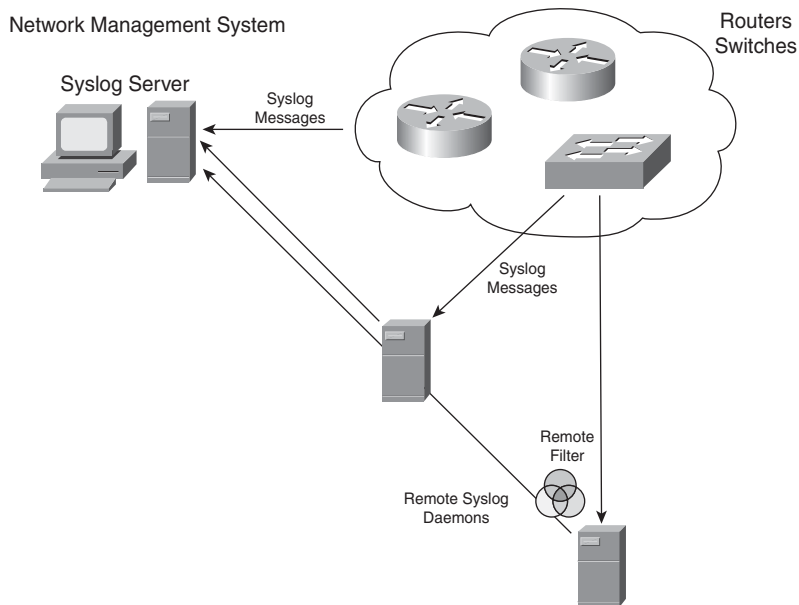 Network Management System
Routers
Switches
Syslog Server
Syslog
Messages
Syslog
Messages
Remote
Filter
Remote Syslog
Daemons